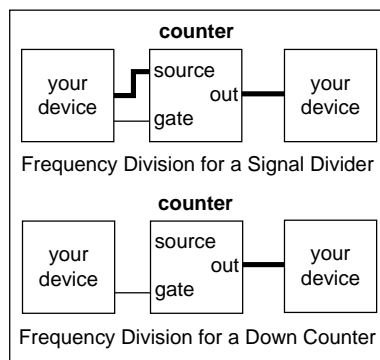 counter
your
device
source
out
gate
your
device
Frequency Division for a Signal Divider
counter
your
device
source
out
gate
your
device
Frequency Division for a Down Counter